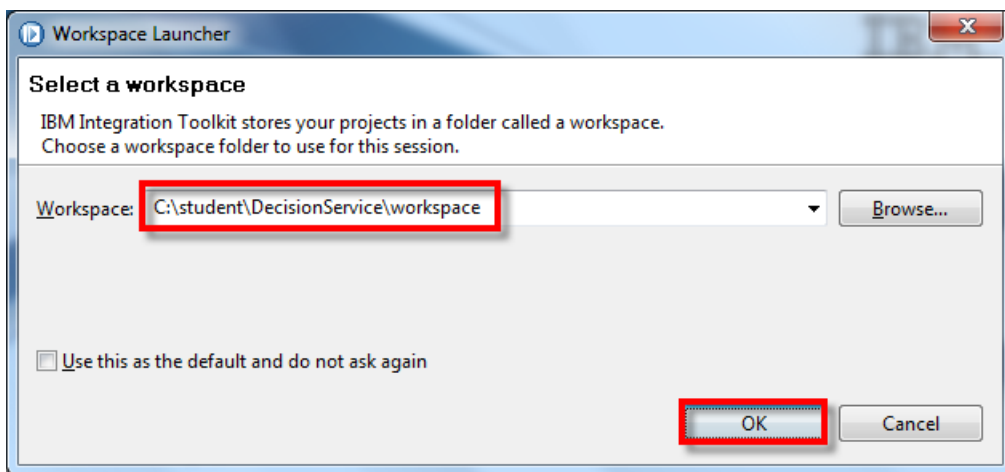 Workspace Launcher
IBM
Select a workspace
IBM Integration Toolkit stores your projects in a folder called a workspace.
Choose a workspace folder to use for this session.
Workspace: C:\student\DecisionService\workspace Browse...
Use this as the default and do not ask again
OK Cancel